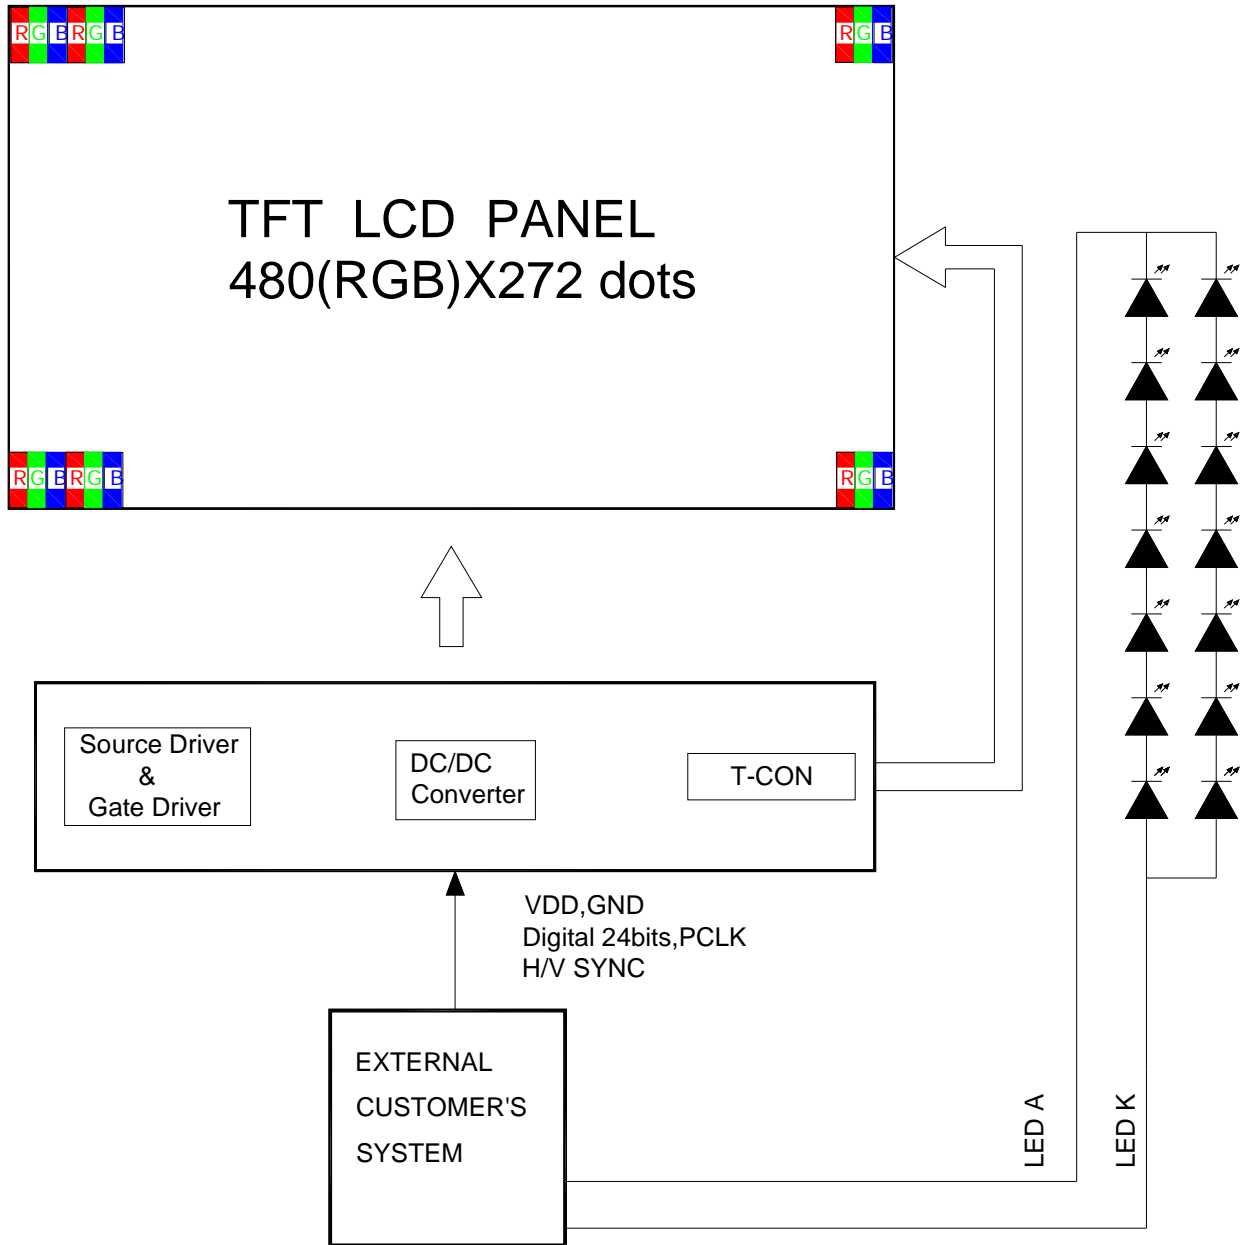 RGBRGB RGB
TFT LCD PANEL
480(RGB)X272 dots
RGBRGB RGB
Source Driver
&
Gate Driver
DC/DC
Converter
T-CON
VDD,GND
Digital 24bits,PCLK
H/V SYNC
EXTERNAL
CUSTOMER'S
SYSTEM
LED A
LED K